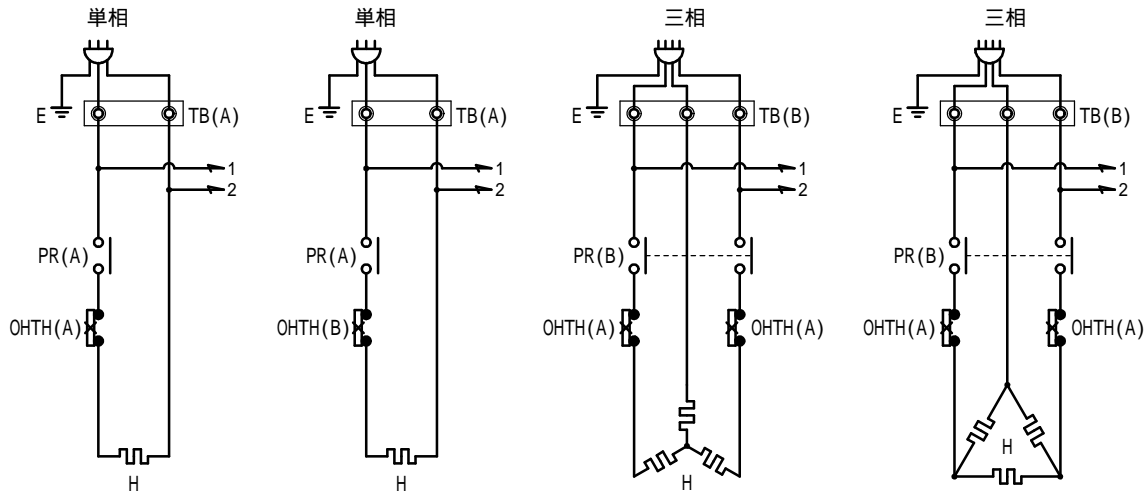 単相
単相
三相
三相
E
TB(A)
E
TB(A)
E
TB(B)
E
TB(B)
1
1
1
1
2
2
2
2
PR(A)
PR(A)
PR(B)
PR(B)
OHTH(A)
OHTH(B)
OHTH(A)
OHTH(A)
OHTH(A)
OHTH(A)
H
H
H
H